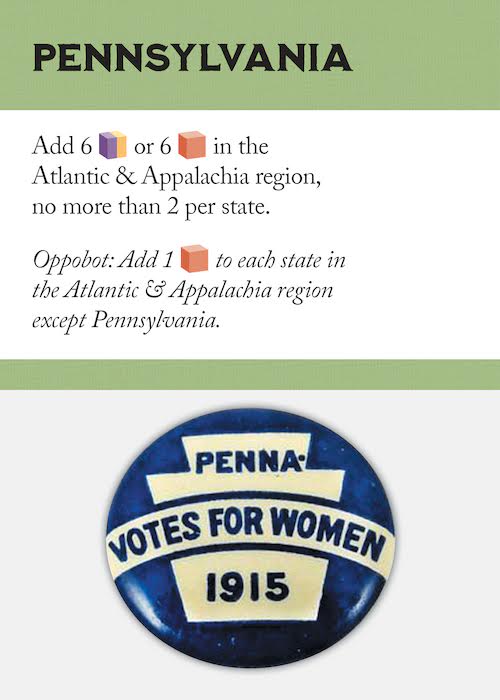 PENNSYLVANIA
Add 6 or 6 in the
Atlantic & Appalachia region,
no more than 2 per state.
Oppobot: Add 1 to each state in
the Atlantic & Appalachia region
except Pennsylvania.
PENNA·
VOTES FOR WOMEN
1915